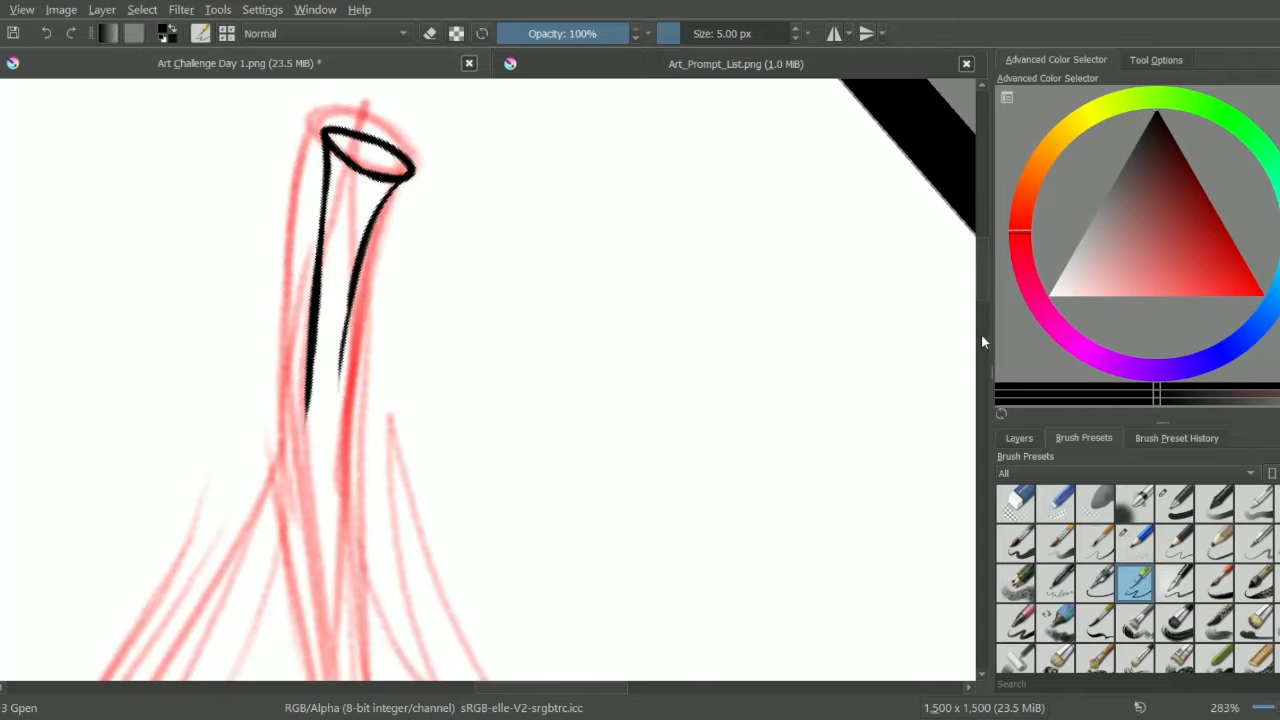 View Image Layer Select Filter Tools Settings Window Help
Normal Opacity: 100% Size: 5.00 px
Art Challenge Day 1.png (23.5 MiB) * Art_Prompt_List.png (1.0 MiB)
Advanced Color Selector Tool Options
Advanced Color Selector
Layers Brush Presets Brush Preset History
Brush Presets
All
Search
3 Gpen RGB/Alpha (8-bit integer/channel) sRGB-elle-V2-srgbtrc.icc 1,500 x 1,500 (23.5 MiB) 283%